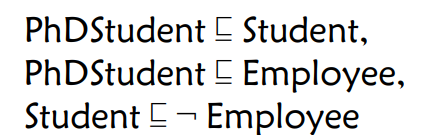 PhDStudent ⊑ Student,
PhDStudent ⊑ Employee,
Student ⊑ ¬ Employee